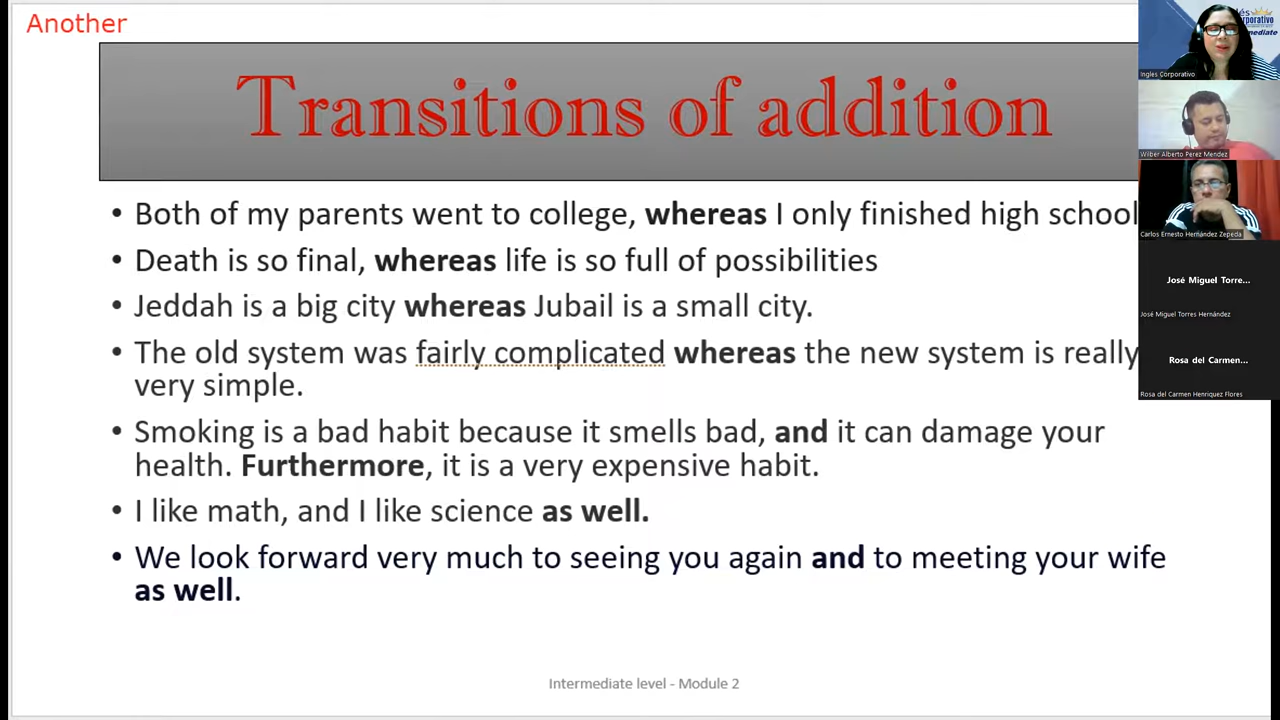 Another
Transitions of addition
• Both of my parents went to college, whereas I only finished high school
• Death is so final, whereas life is so full of possibilities
• Jeddah is a big city whereas Jubail is a small city.
• The old system was fairly complicated whereas the new system is really
very simple.
• Smoking is a bad habit because it smells bad, and it can damage your
health. Furthermore, it is a very expensive habit.
• I like math, and I like science as well.
• We look forward very much to seeing you again and to meeting your wife
as well.
Intermediate level - Module 2
Ingles Corporativo
Wilber Alberto Perez Mendez
Carlos Ernesto Hernández Zepeda
José Miguel Torre...
José Miguel Torres Hernández
Rosa del Carmen...
Rosa del Carmen Henriquez Flores